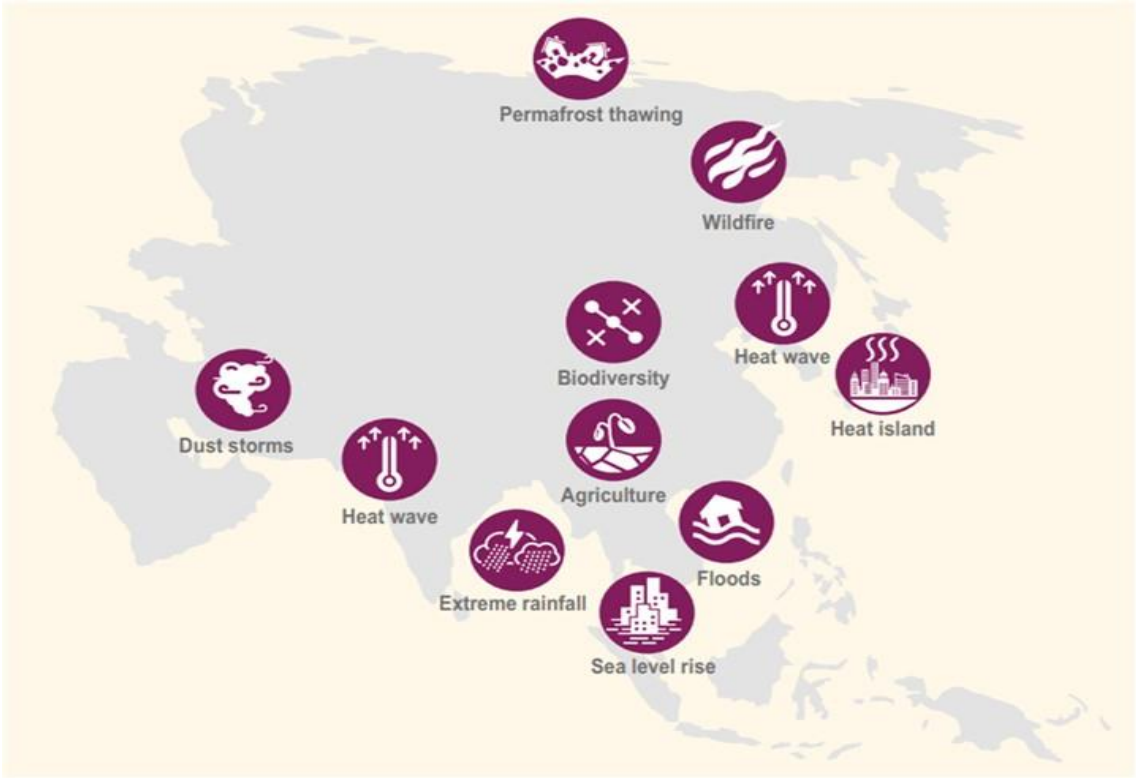 Permafrost thawing
Wildfire
Heat wave
Biodiversity
Heat island
Dust storms
Agriculture
Heat wave
Floods
Extreme rainfall
Sea level rise